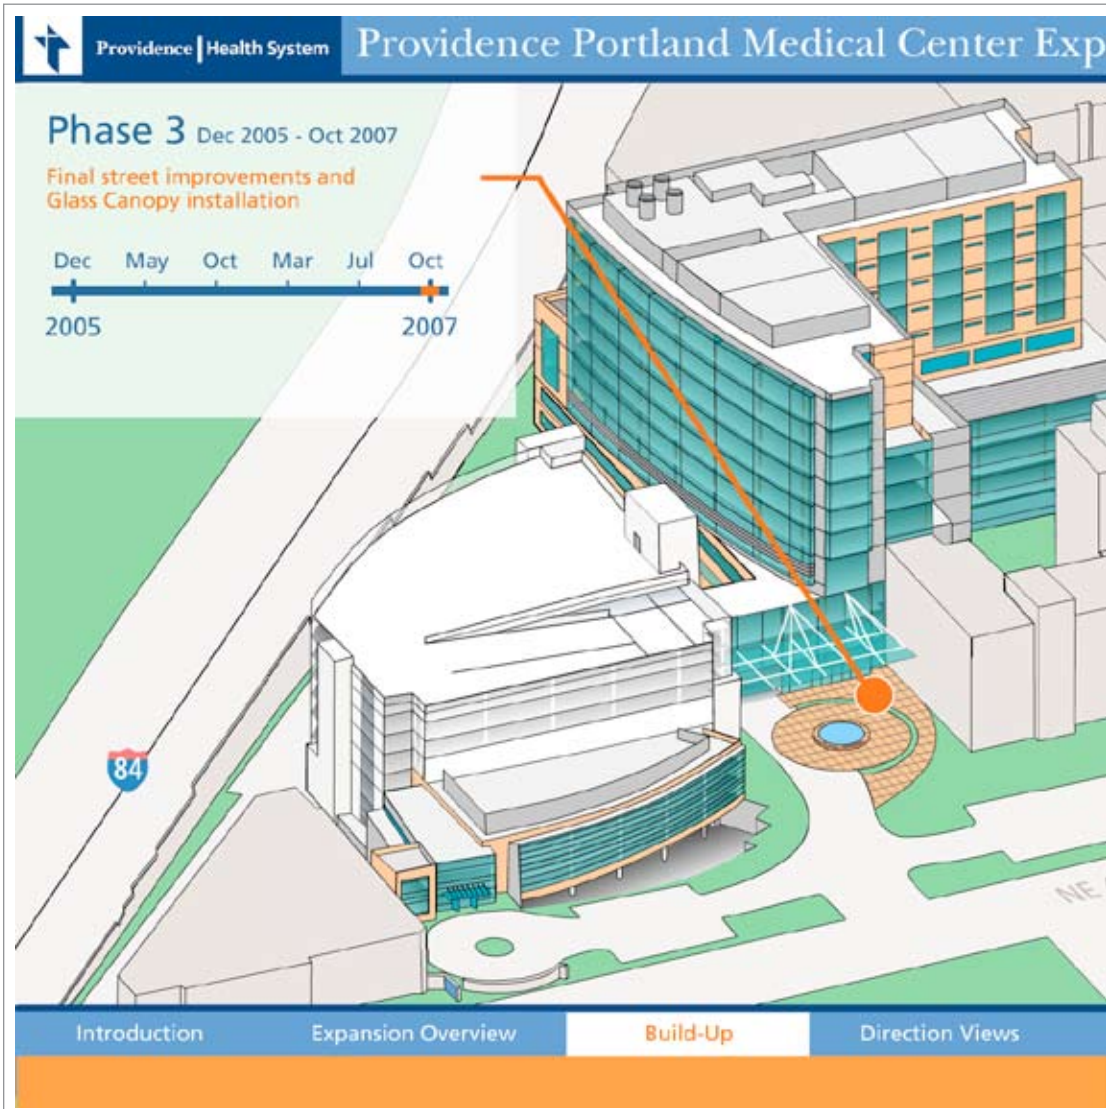 Providence | Health System
Providence Portland Medical Center Exp
Phase 3 Dec 2005 - Oct 2007
Final street improvements and
Glass Canopy installation
Dec May Oct Mar Jul Oct
2005 2007
84
NE
Introduction Expansion Overview Build-Up Direction Views